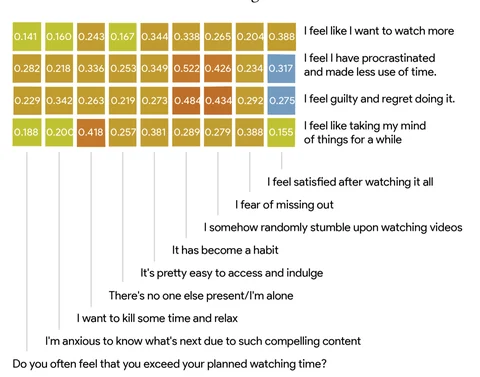 0.141 0.160 0.243 0.167 0.344 0.338 0.265 0.204 0.388 I feel like I want to watch more
0.282 0.218 0.336 0.253 0.349 0.522 0.426 0.234 0.317 I feel I have procrastinated
and made less use of time.
0.229 0.342 0.263 0.219 0.273 0.484 0.434 0.292 0.275 I feel guilty and regret doing it.
0.188 0.200 0.418 0.257 0.381 0.289 0.279 0.388 0.155 I feel like taking my mind
of things for a while
I feel satisfied after watching it all
I fear of missing out
I somehow randomly stumble upon watching videos
It has become a habit
It's pretty easy to access and indulge
There's no one else present/I'm alone
I want to kill some time and relax
I'm anxious to know what's next due to such compelling content
Do you often feel that you exceed your planned watching time?